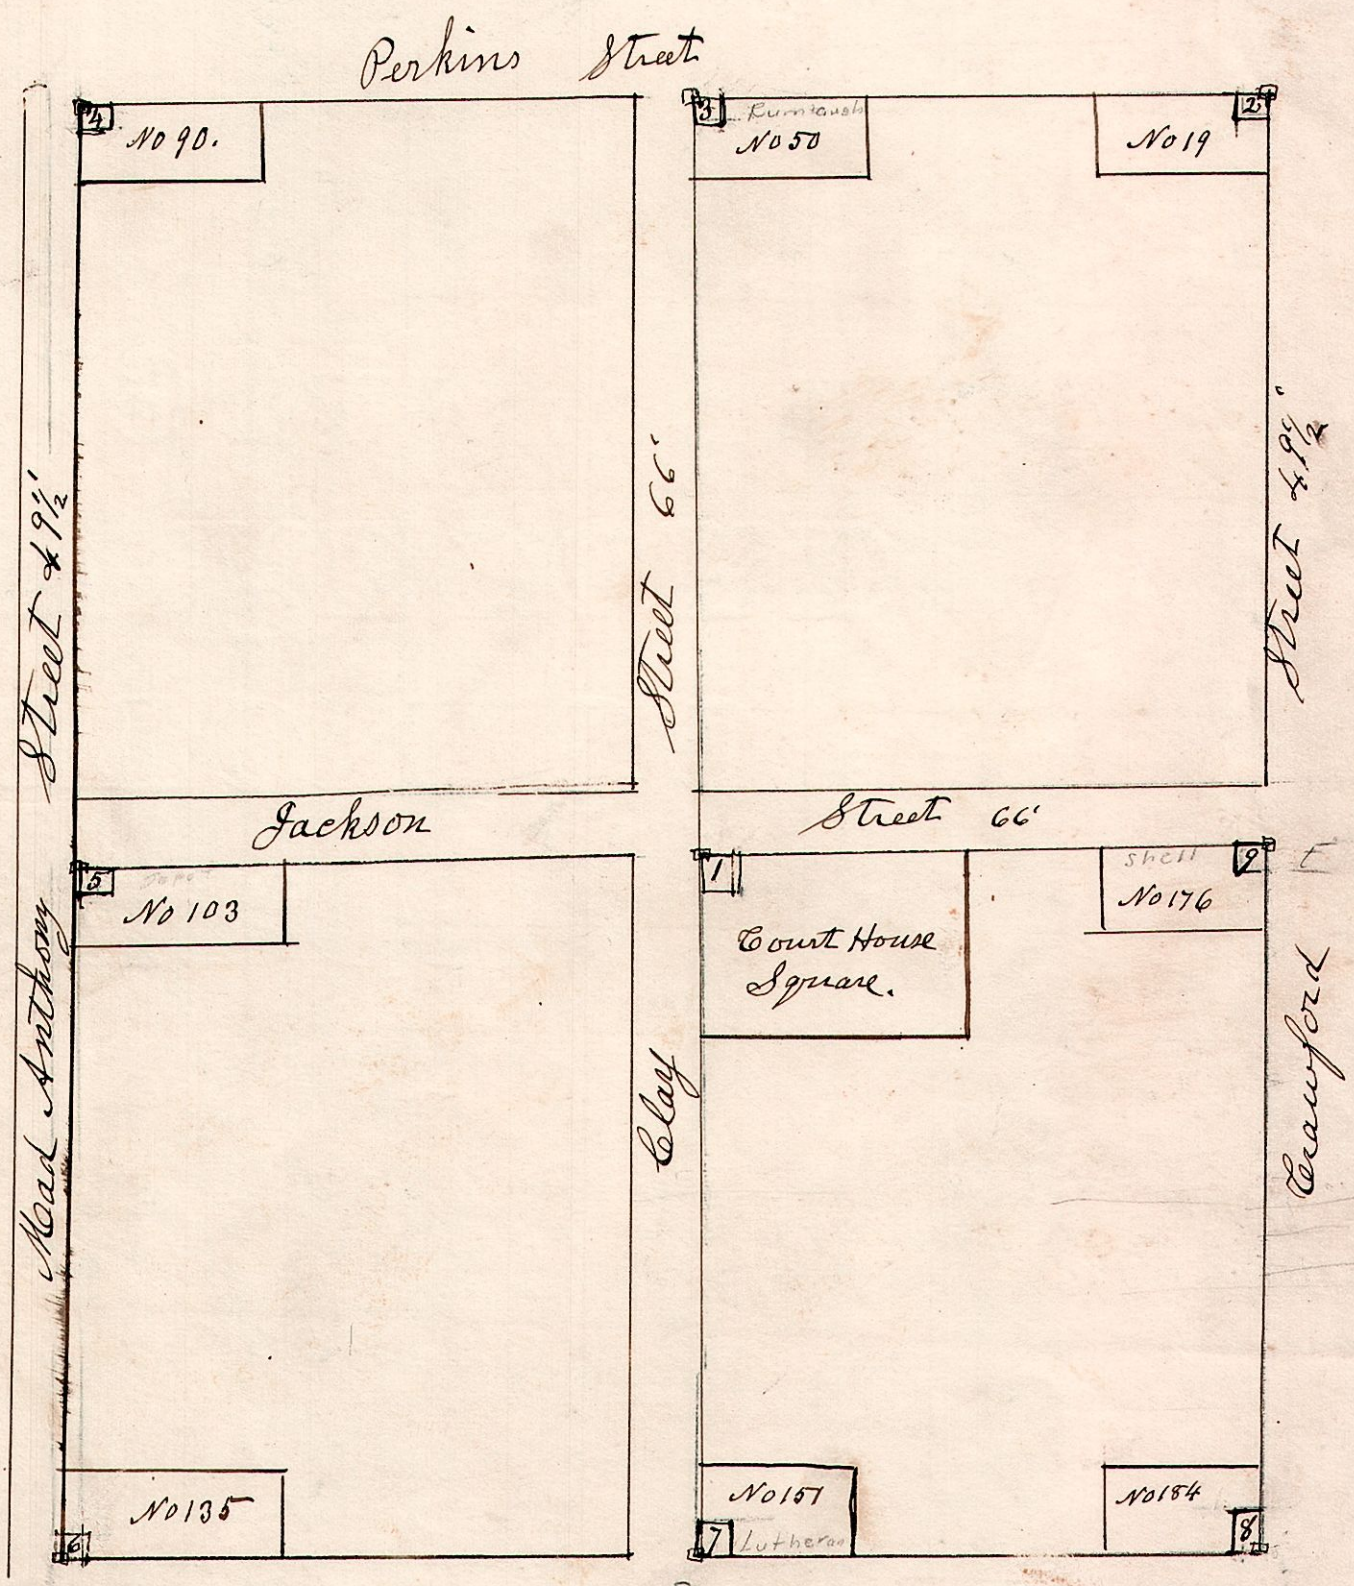 Perkins Street
4
No 90.
3
No 50
2
No 19
Mad Anthony Street 49½'
Clay Street 66'
Crawford Street 49½'
Jackson Street 66'
5
No 103
1
Court House
Square.
Shell
9
No 176
E
No 135
6
No 151
7
Lutheran
No 184
8